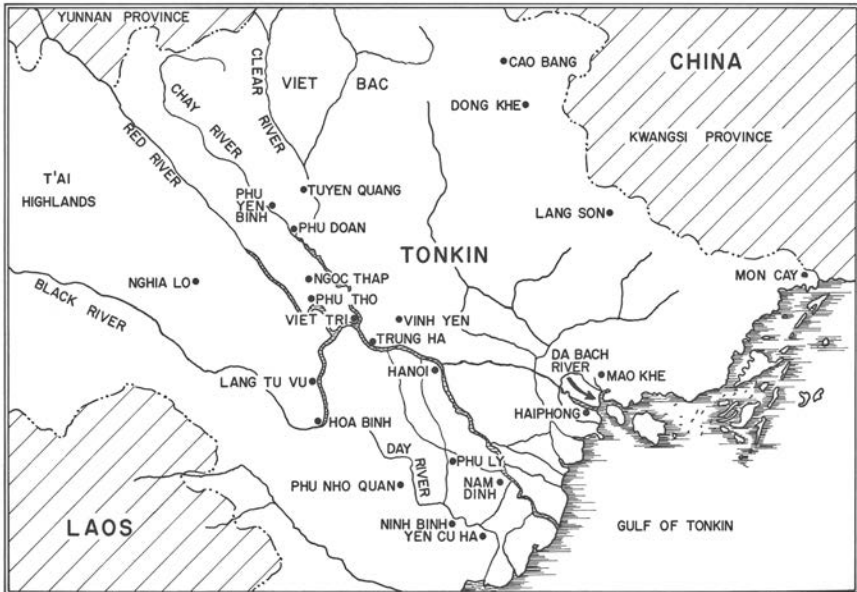 YUNNAN PROVINCE
CLEAR
RIVER
VIET
BAC
CAO BANG
CHINA
CHAY
RIVER
DONG KHE
KWANGSI PROVINCE
RED RIVER
T'AI
HIGHLANDS
PHU
YEN
BINH
TUYEN QUANG
PHU DOAN
LANG SON
TONKIN
NGHIA LO
NGOC THAP
PHU THO
MON CAY
BLACK RIVER
VIET TRI
VINH YEN
TRUNG HA
DA BACH
RIVER
MAO KHE
LANG TU VU
HANOI
HAIPHONG
HOA BINH
DAY
RIVER
PHU LY
PHU NHO QUAN
NAM
DINH
LAOS
NINH BINH
YEN CU HA
GULF OF TONKIN